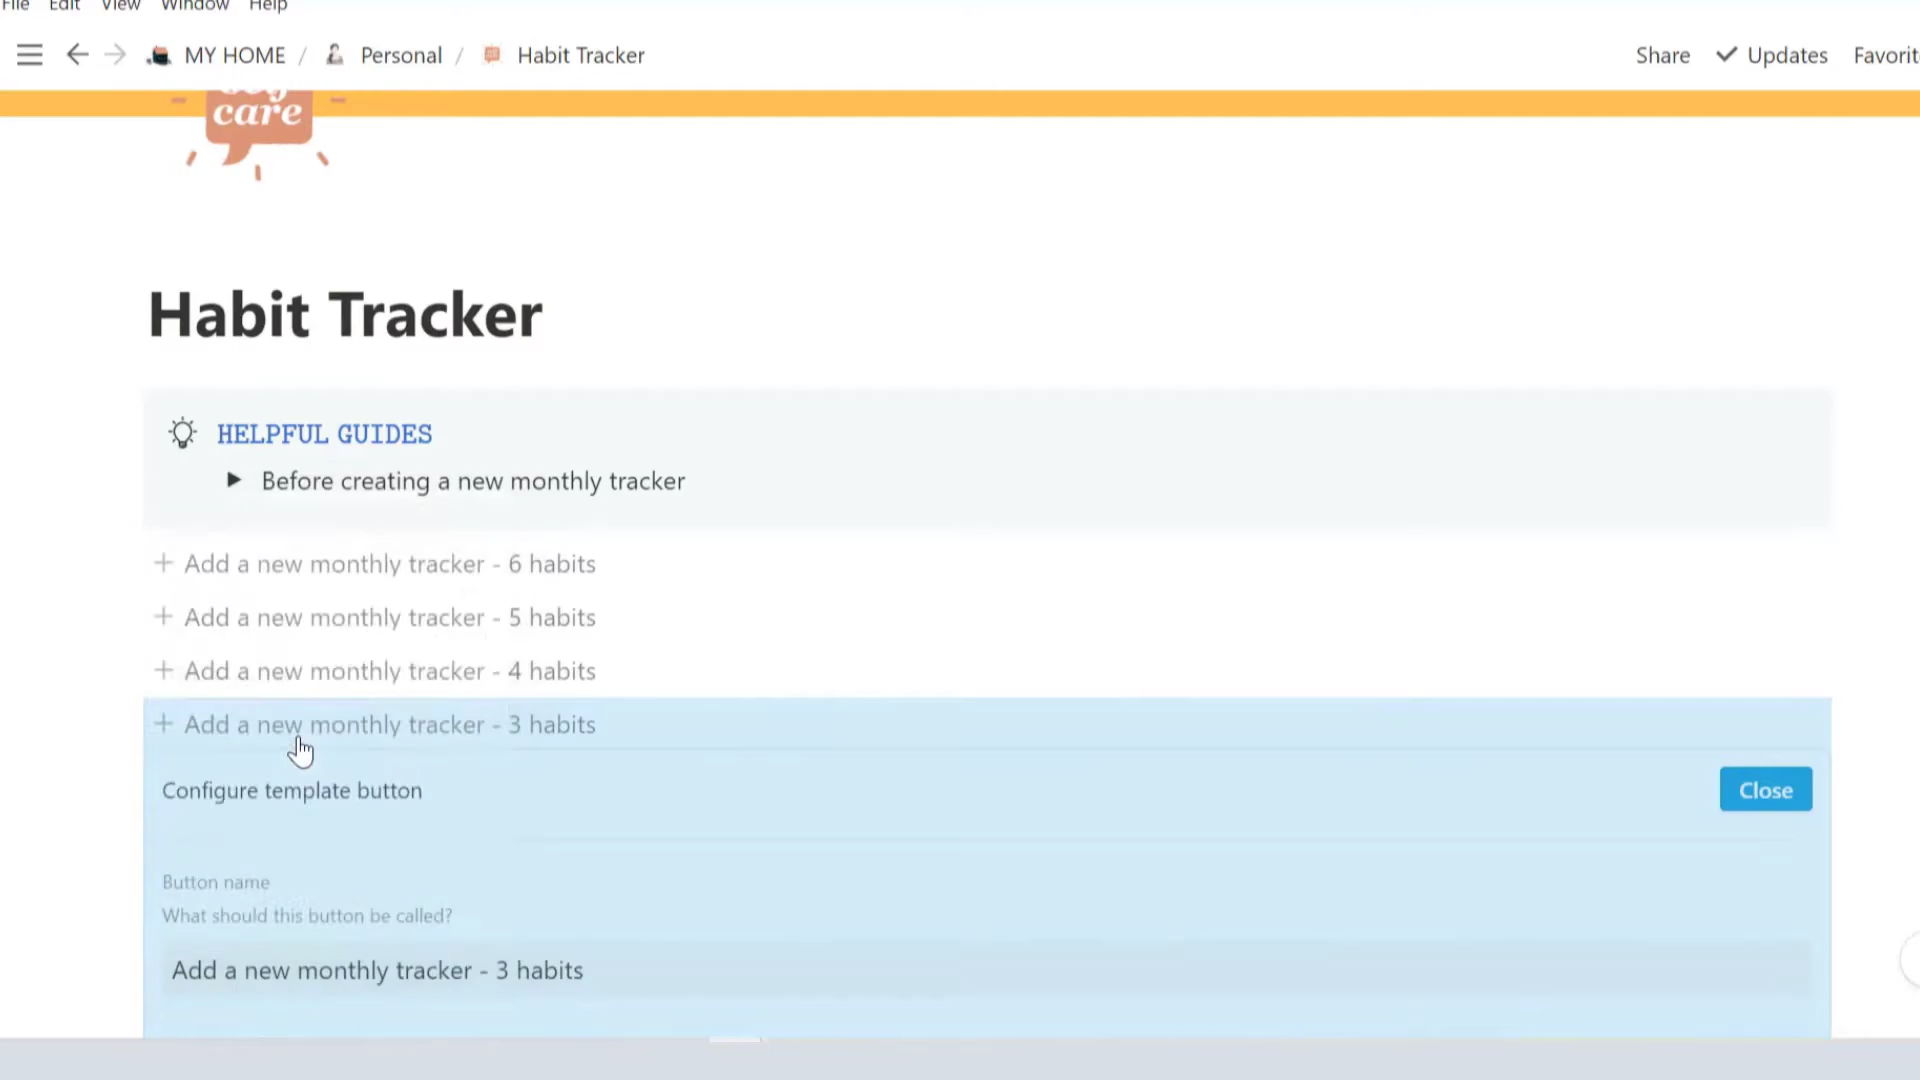 File Edit View Window Help
MY HOME / Personal / Habit Tracker
Share Updates Favorit
care
Habit Tracker
HELPFUL GUIDES
Before creating a new monthly tracker
+ Add a new monthly tracker - 6 habits
+ Add a new monthly tracker - 5 habits
+ Add a new monthly tracker - 4 habits
+ Add a new monthly tracker - 3 habits
Configure template button
Close
Button name
What should this button be called?
Add a new monthly tracker - 3 habits